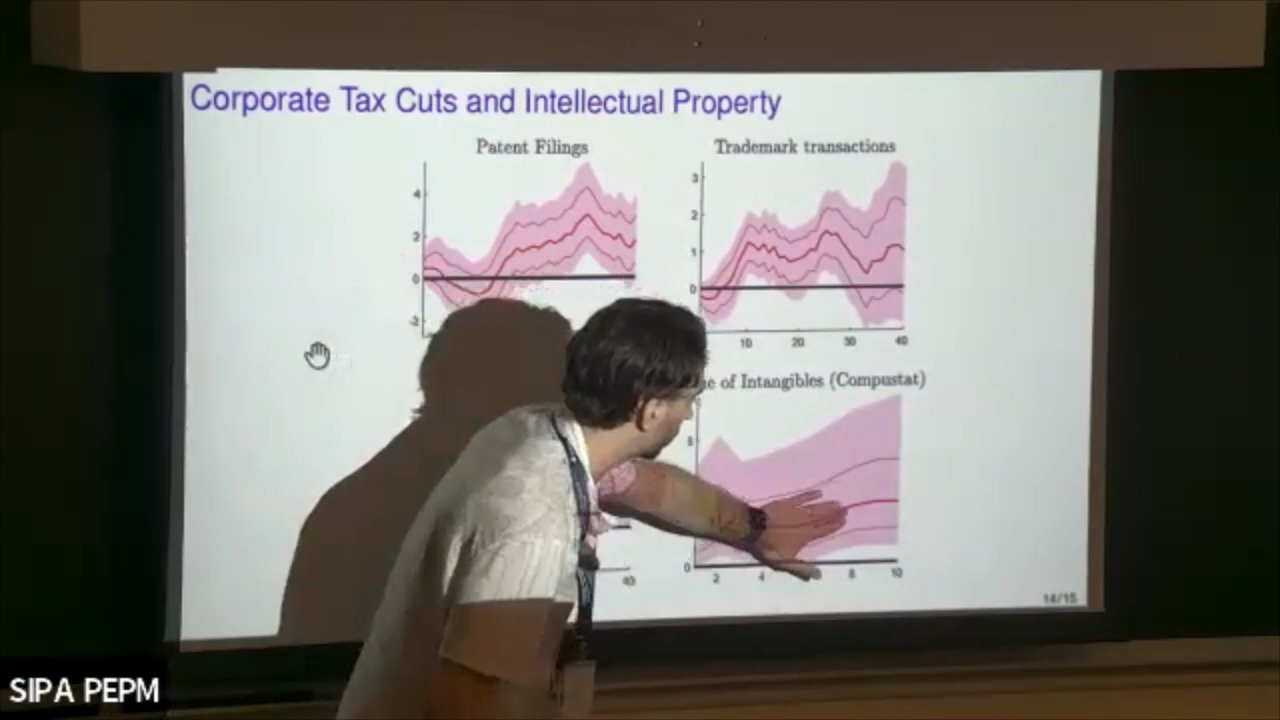 Corporate Tax Cuts and Intellectual Property
Patent Filings
Trademark transactions
4
2
0
-2
3
2
1
0
10 20 30 40
of Intangibles (Compustat)
5
0
40
2 4 8 10
14/15
SIPA PEPM